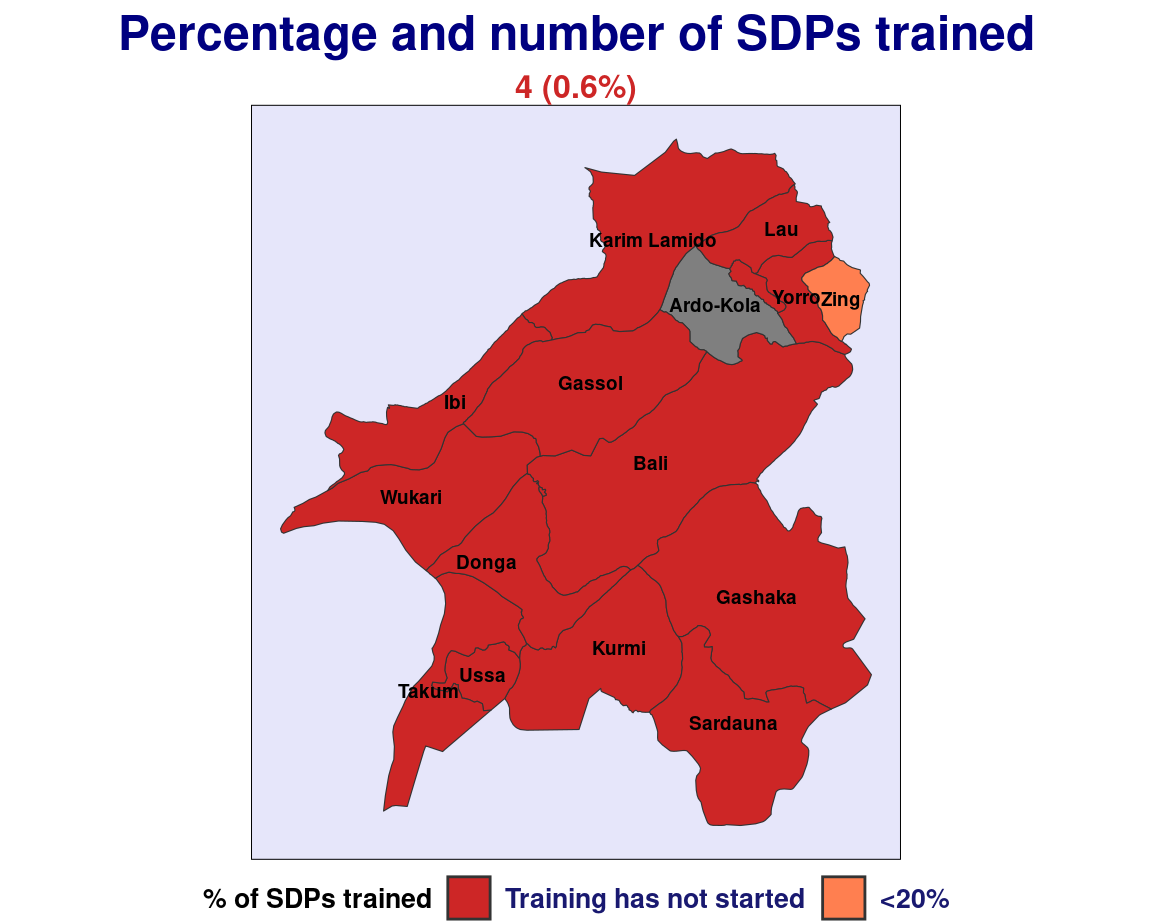 Percentage and number of SDPs trained
4 (0.6%)
Karim Lamido
Lau
Ardo-Kola
Yorro
Zing
Gassol
Ibi
Bali
Wukari
Donga
Gashaka
Kurmi
Ussa
Takum
Sardauna
% of SDPs trained Training has not started <20%